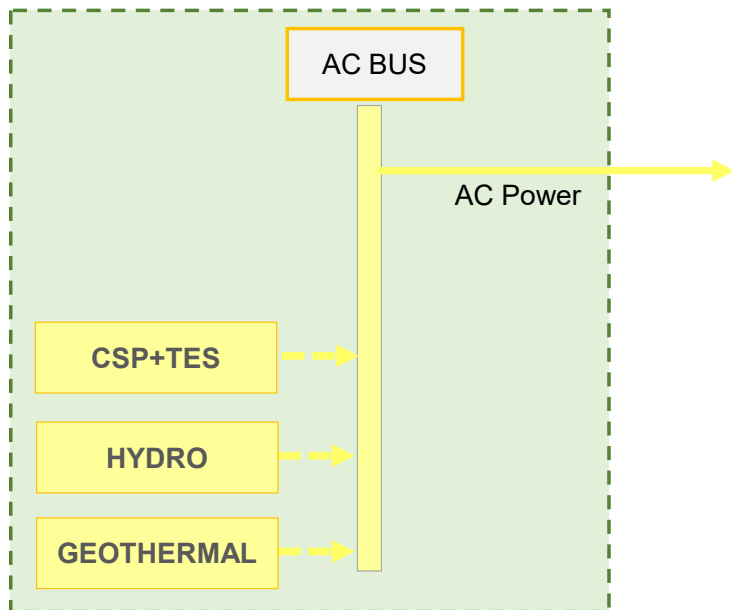 AC BUS
AC Power
CSP+TES
HYDRO
GEOTHERMAL